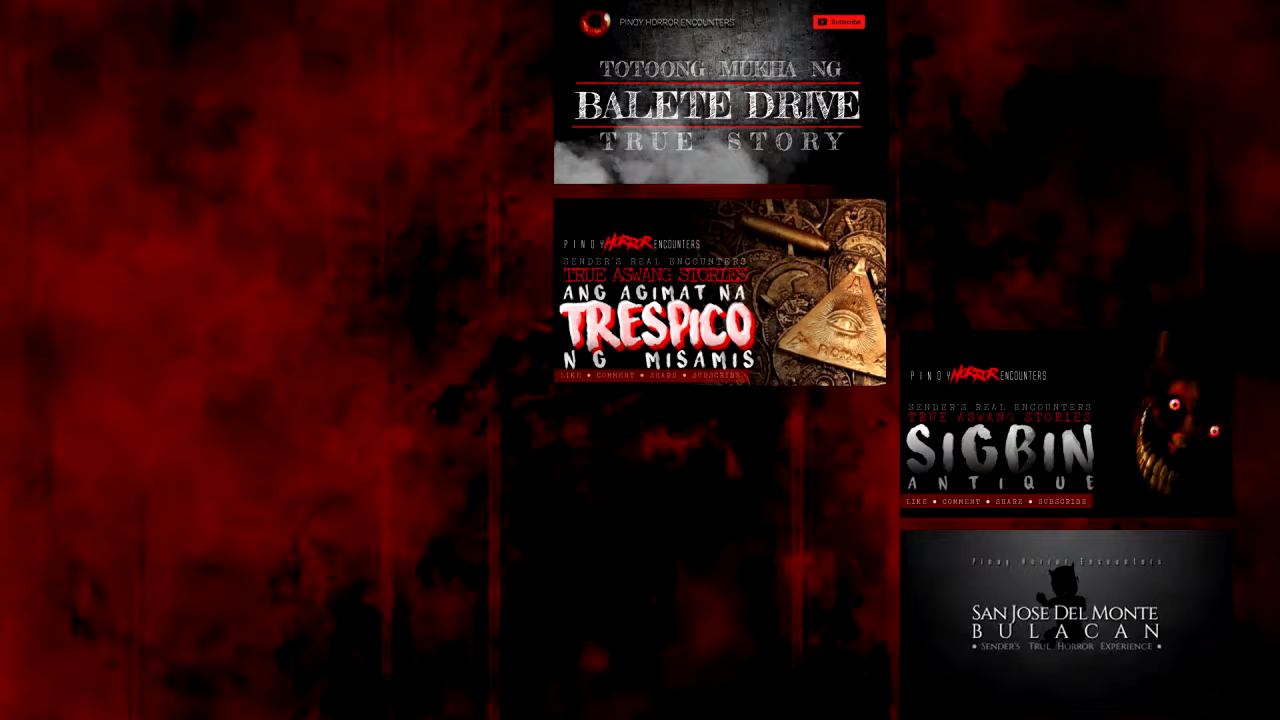 PINOY HORROR ENCOUNTERS
Subscribe
TOTOONG MUKHA NG
BALETE DRIVE
TRUE STORY
PINOY HORROR ENCOUNTERS
SENDER'S REAL ENCOUNTERS
TRUE ASWANG STORIES
ANG AGIMAT NA
TRESPICO
NG MISAMIS
LIKE ● COMMENT ● SHARE ● SUBSCRIBE
ROMA
PINOY HORROR ENCOUNTERS
SENDER'S REAL ENCOUNTERS
TRUE ASWANG STORIES
SIGBIN
ANTIQUE
LIKE ● COMMENT ● SHARE ● SUBSCRIBE
Pinoy Horror Encounters
SAN JOSE DEL MONTE
BULACAN
● SENDER'S TRUE HORROR EXPERIENCE ●